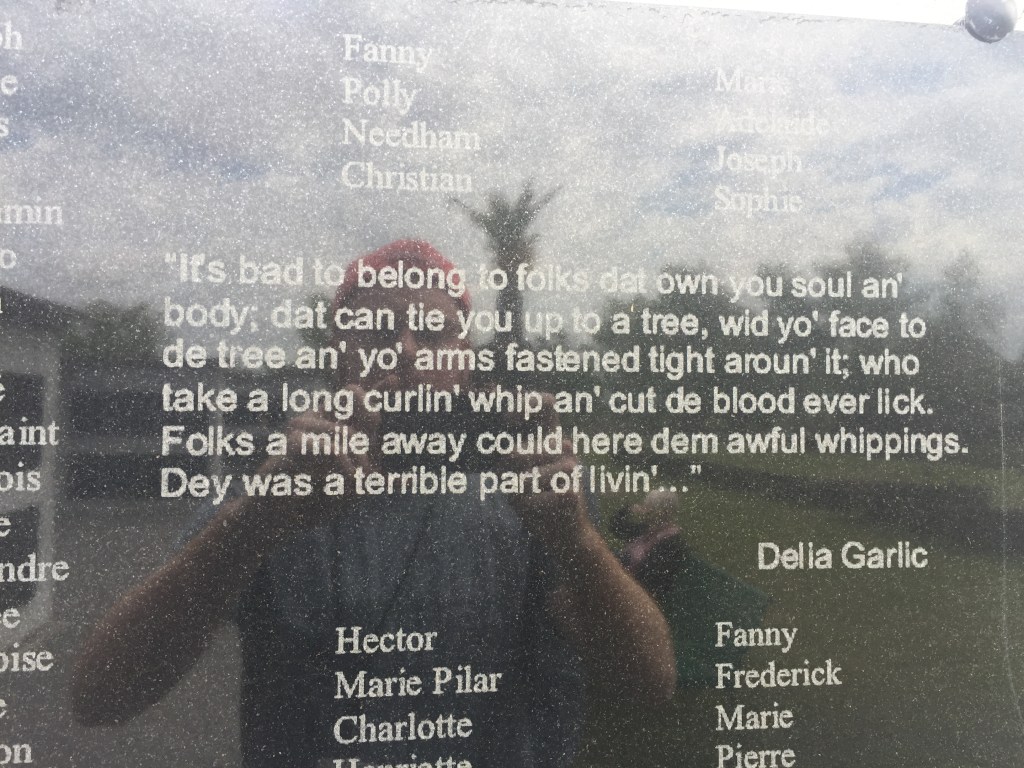 Fanny
Polly
Needham
Christian
Marie
Adelaide
Joseph
Sophie
"It's bad to belong to folks dat own you soul an'
body; dat can tie you up to a' tree, wid yo' face to
de tree an' yo' arms fastened tight aroun' it; who
take a long curlin' whip an' cut de blood ever lick.
Folks a mile away could here dem awful whippings.
Dey was a terrible part of livin'..."
Delia Garlic
Hector
Marie Pilar
Charlotte
Henriette
Fanny
Frederick
Marie
Pierre